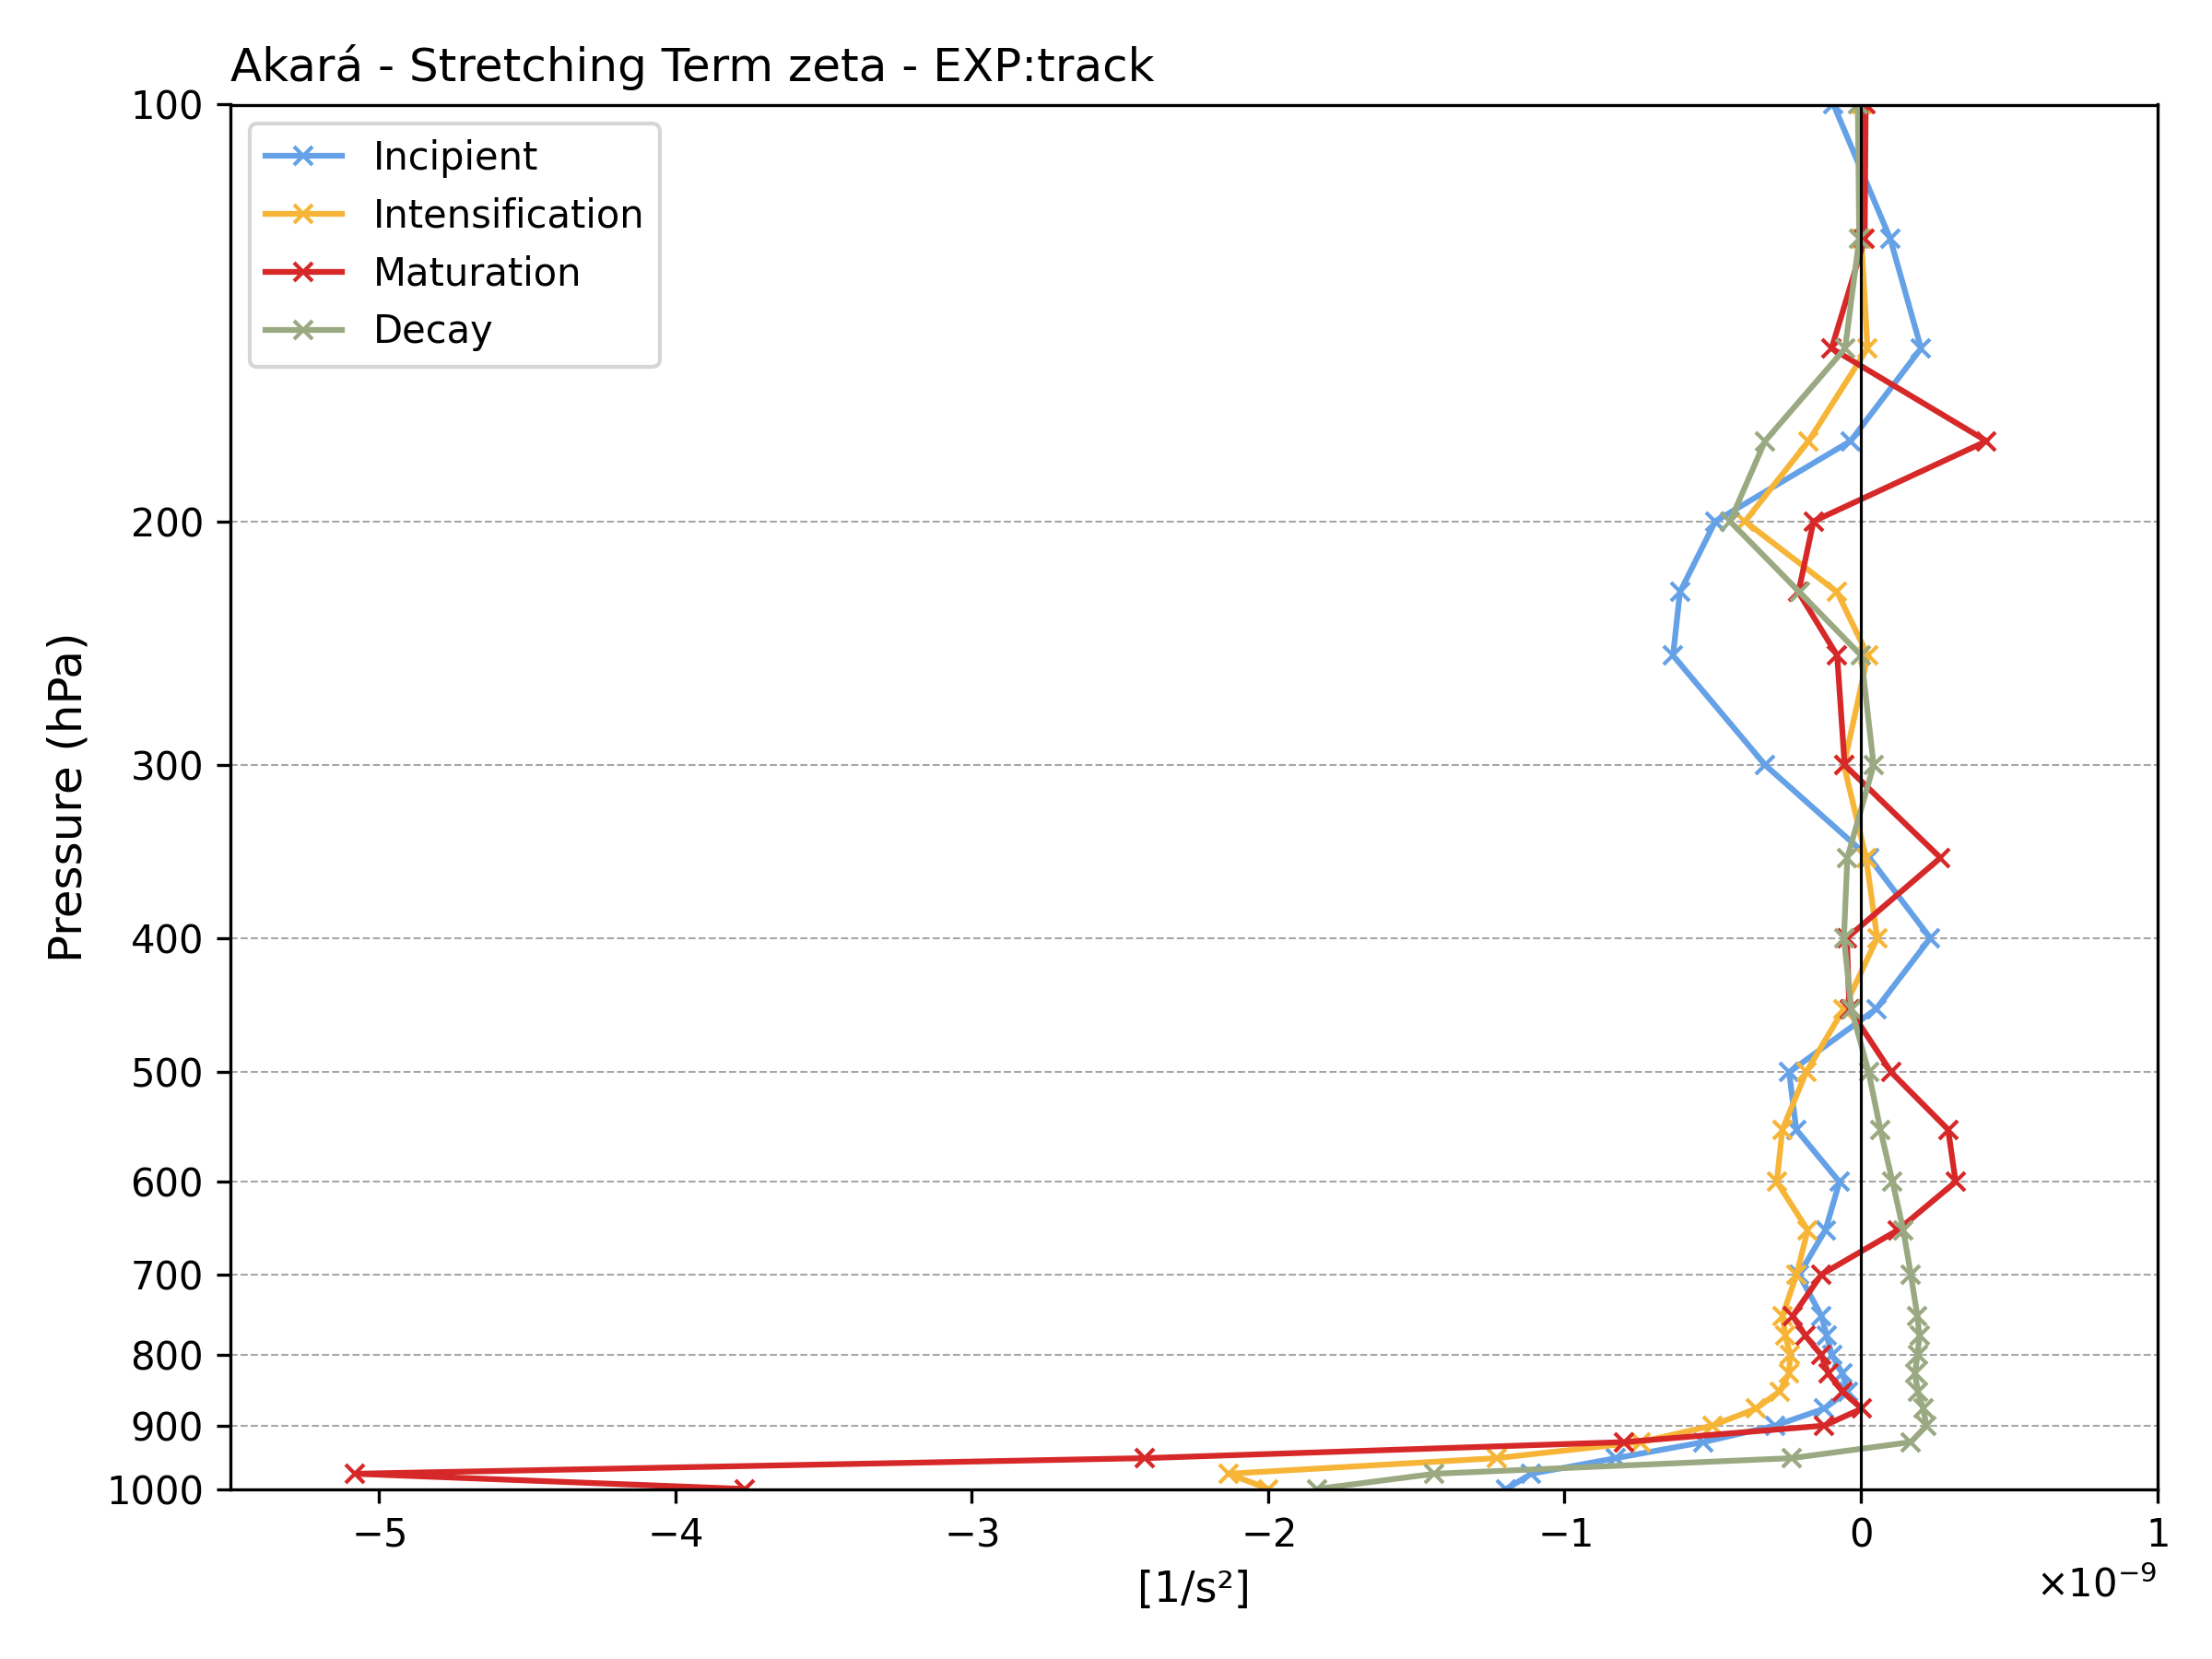 Akará - Stretching Term zeta - EXP:track
Incipient
Intensification
Maturation
Decay
Pressure (hPa)
100
200
300
400
500
600
700
800
900
1000
−5 −4 −3 −2 −1 0 1
[1/s²]
×10⁻⁹